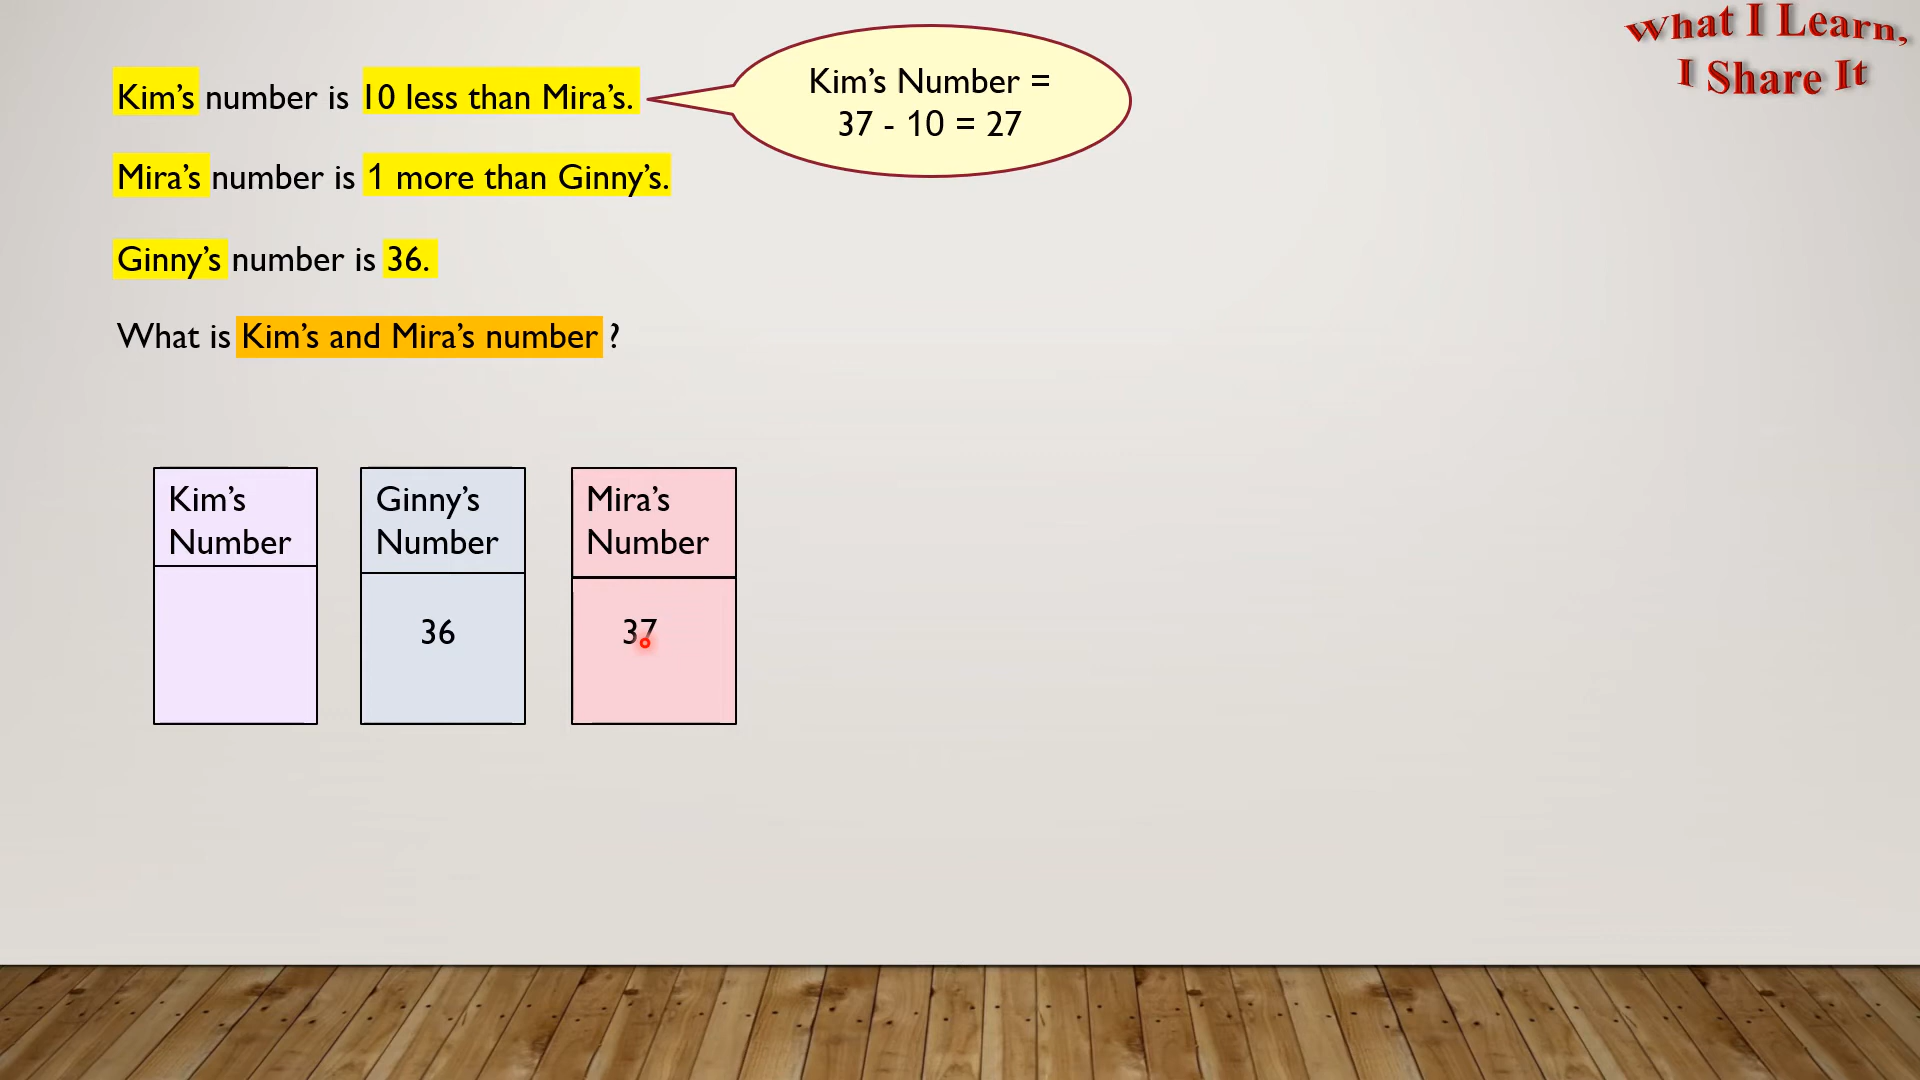 Kim's number is 10 less than Mira's.
Mira's number is 1 more than Ginny's.
Ginny's number is 36.
What is Kim's and Mira's number ?
Kim's Number =
37 - 10 = 27
What I Learn,
I Share It
Kim's
Number
Ginny's
Number
36
Mira's
Number
37